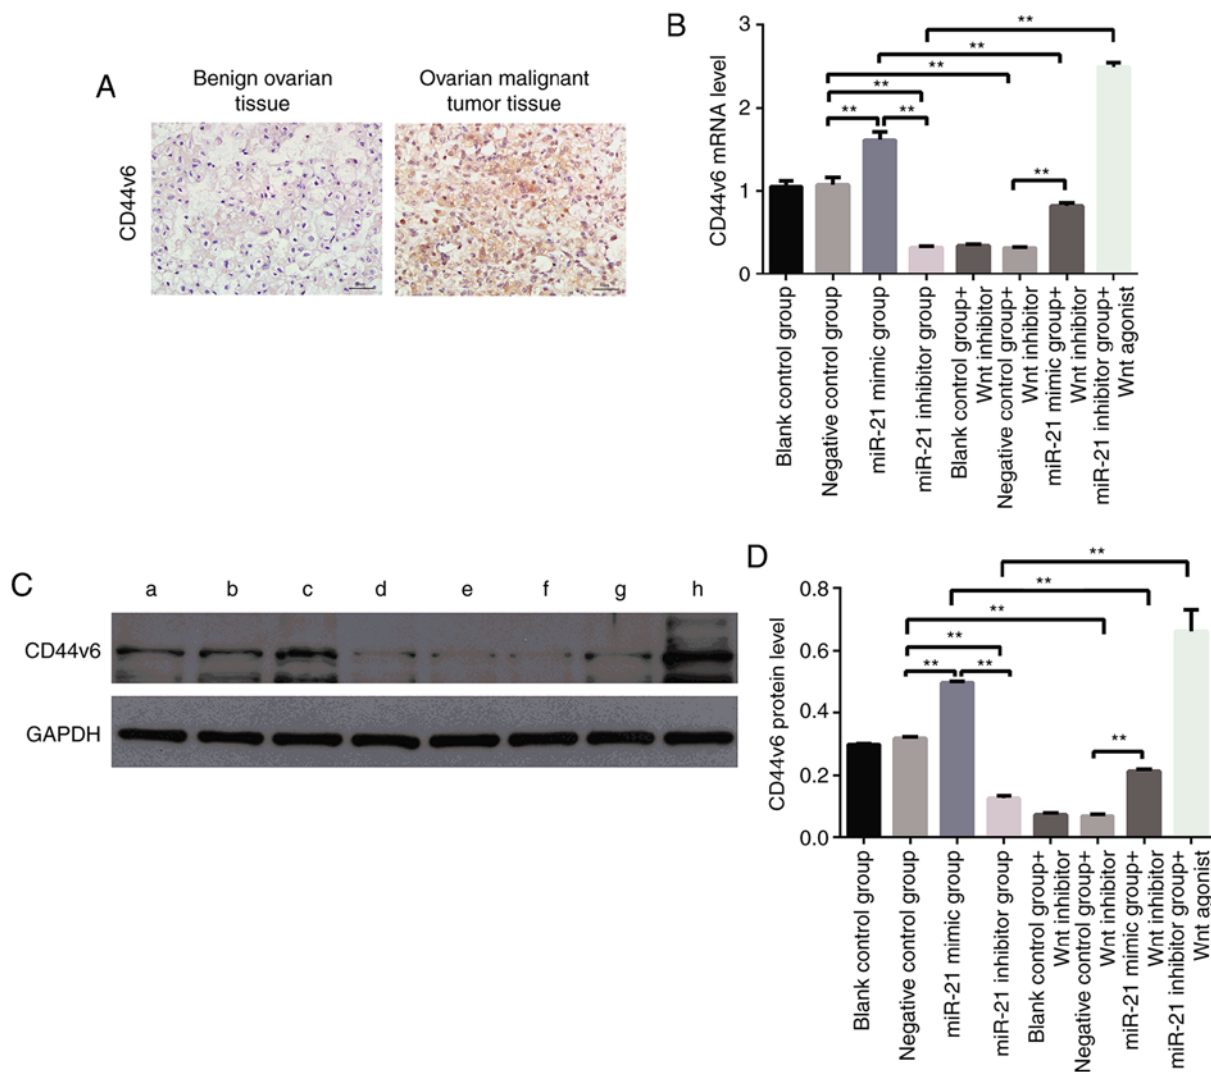 A
Benign ovarian
tissue
Ovarian malignant
tumor tissue
CD44v6
B
CD44v6 mRNA level
3
2
1
0
**
**
**
**
**
**
**
Blank control group
Negative control group
miR-21 mimic group
miR-21 inhibitor group
Blank control group+
Wnt inhibitor
Negative control group+
Wnt inhibitor
miR-21 mimic group+
Wnt inhibitor
miR-21 inhibitor group+
Wnt agonist
C
a b c d e f g h
CD44v6
GAPDH
D
CD44v6 protein level
0.8
0.6
0.4
0.2
0.0
**
**
**
**
**
**
**
Blank control group
Negative control group
miR-21 mimic group
miR-21 inhibitor group
Blank control group+
Wnt inhibitor
Negative control group+
Wnt inhibitor
miR-21 mimic group+
Wnt inhibitor
miR-21 inhibitor group+
Wnt agonist